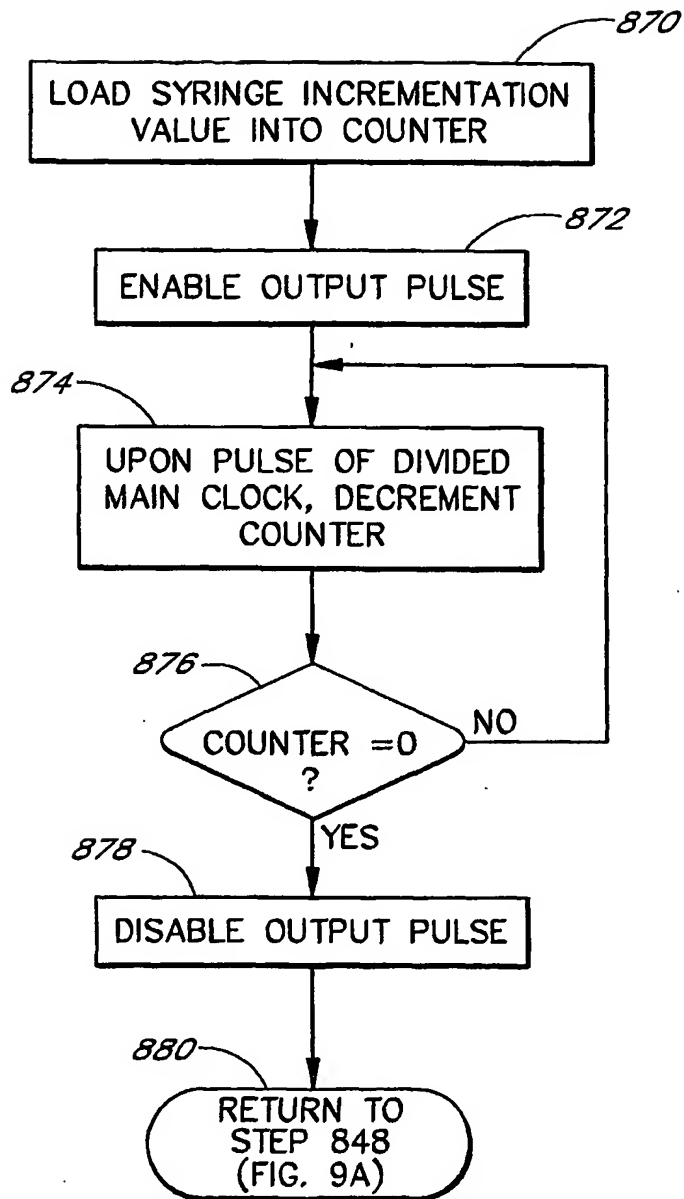 870
LOAD SYRINGE INCREMENTATION
VALUE INTO COUNTER
872
ENABLE OUTPUT PULSE
874
UPON PULSE OF DIVIDED
MAIN CLOCK, DECREMENT
COUNTER
876
COUNTER =0
?
NO
YES
878
DISABLE OUTPUT PULSE
880
RETURN TO
STEP 848
(FIG. 9A)